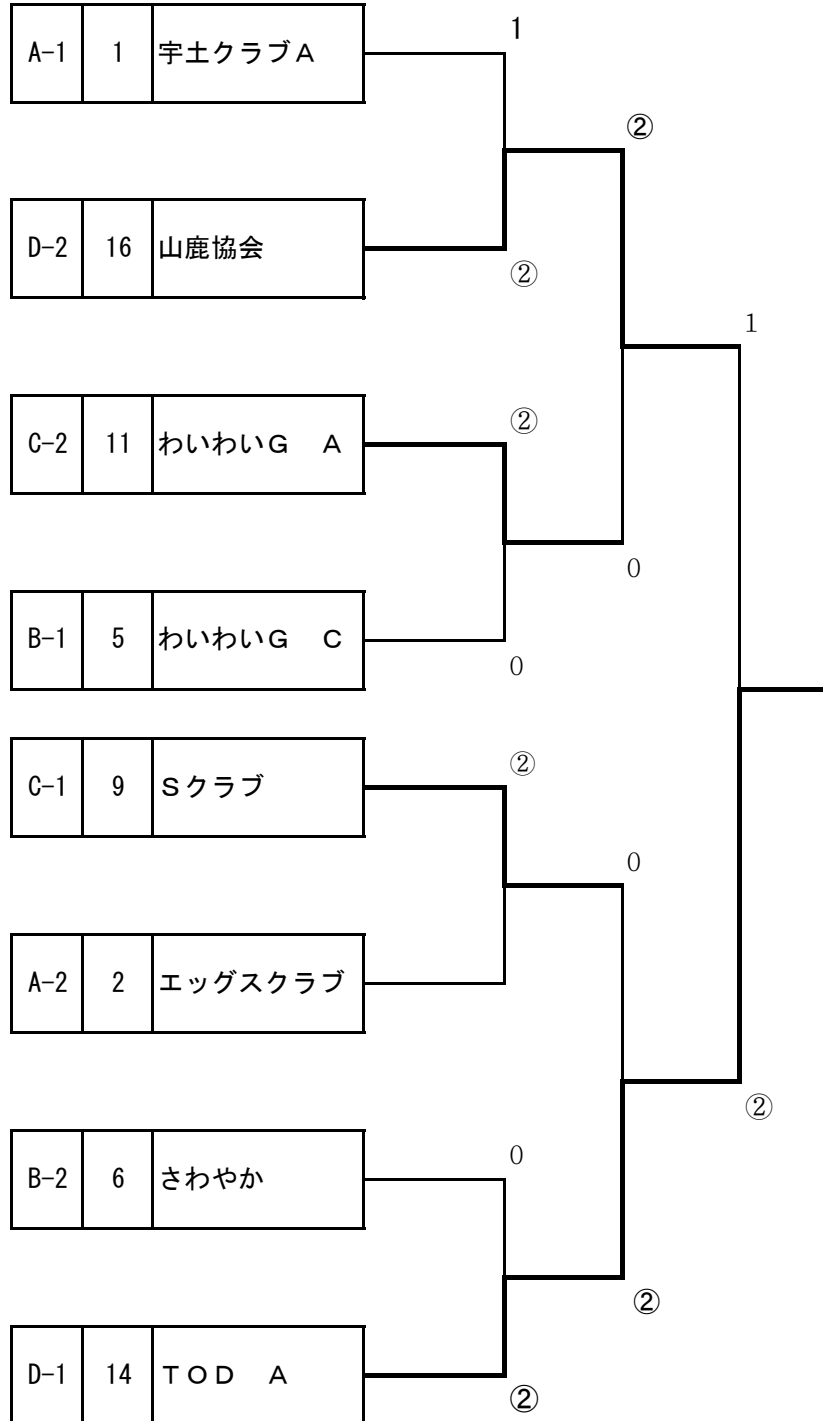 1
A-1 1 宇土クラブA
②
D-2 16 山鹿協会
②
1
②
C-2 11 わいわいG A
0
B-1 5 わいわいG C
0
②
C-1 9 Sクラブ
0
A-2 2 エッグスクラブ
②
0
B-2 6 さわやか
②
D-1 14 TOD A
②